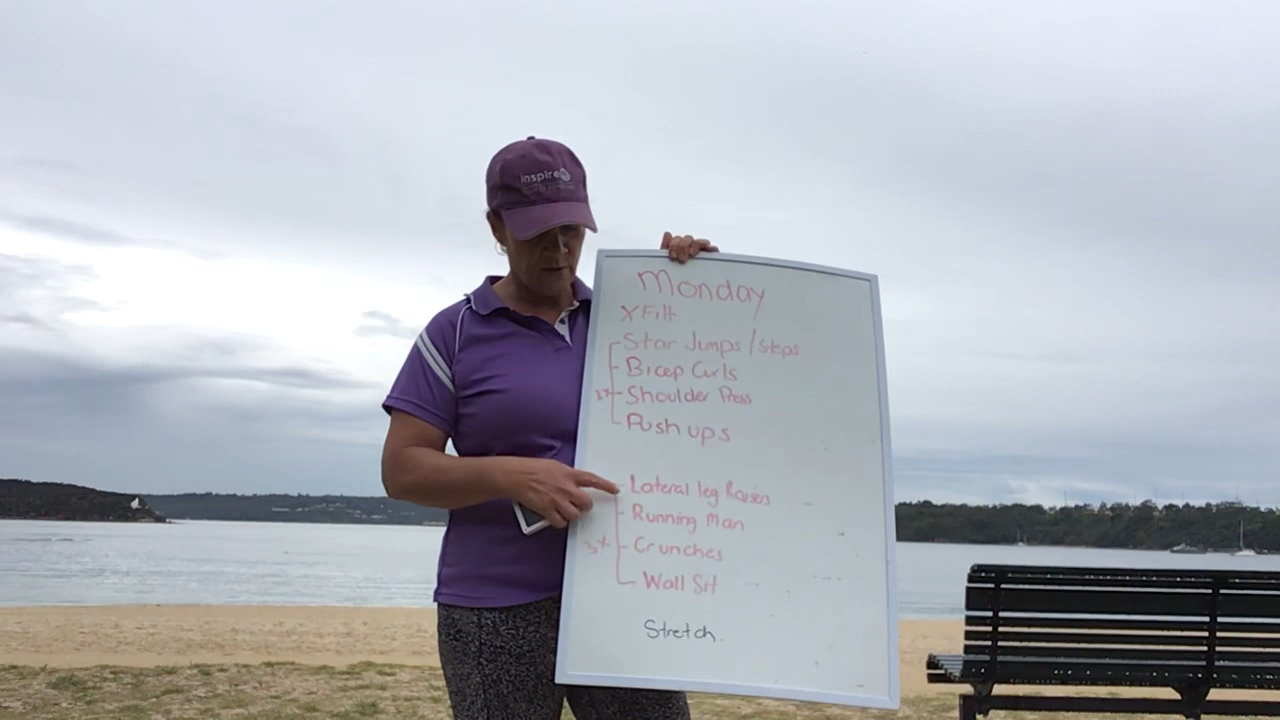 inspire
Monday
XFit
Star Jumps / Steps
Bicep Curls
3x
Shoulder Press
Push ups
Lateral leg Raisers
Running Man
3x
Crunches
Wall Sit
Stretch.